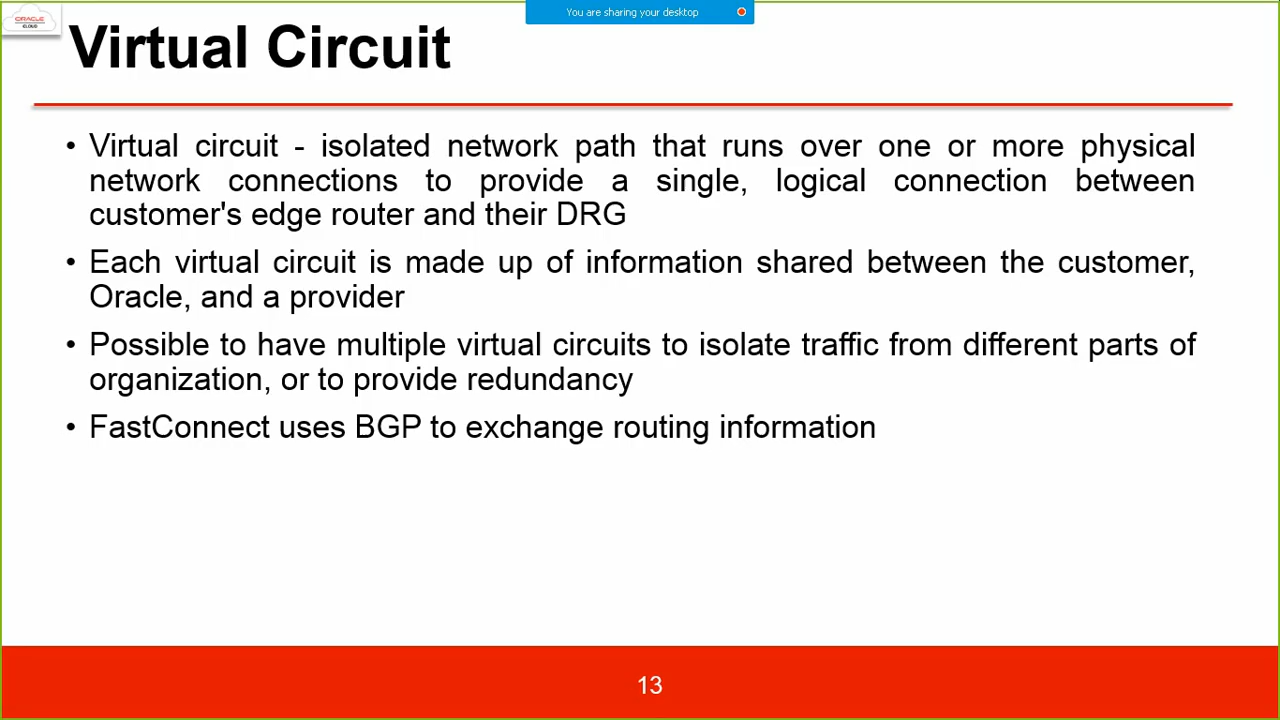 You are sharing your desktop
ORACLE
CLOUD
Virtual Circuit
• Virtual circuit - isolated network path that runs over one or more physical
network connections to provide a single, logical connection between
customer's edge router and their DRG
• Each virtual circuit is made up of information shared between the customer,
Oracle, and a provider
• Possible to have multiple virtual circuits to isolate traffic from different parts of
organization, or to provide redundancy
• FastConnect uses BGP to exchange routing information
13